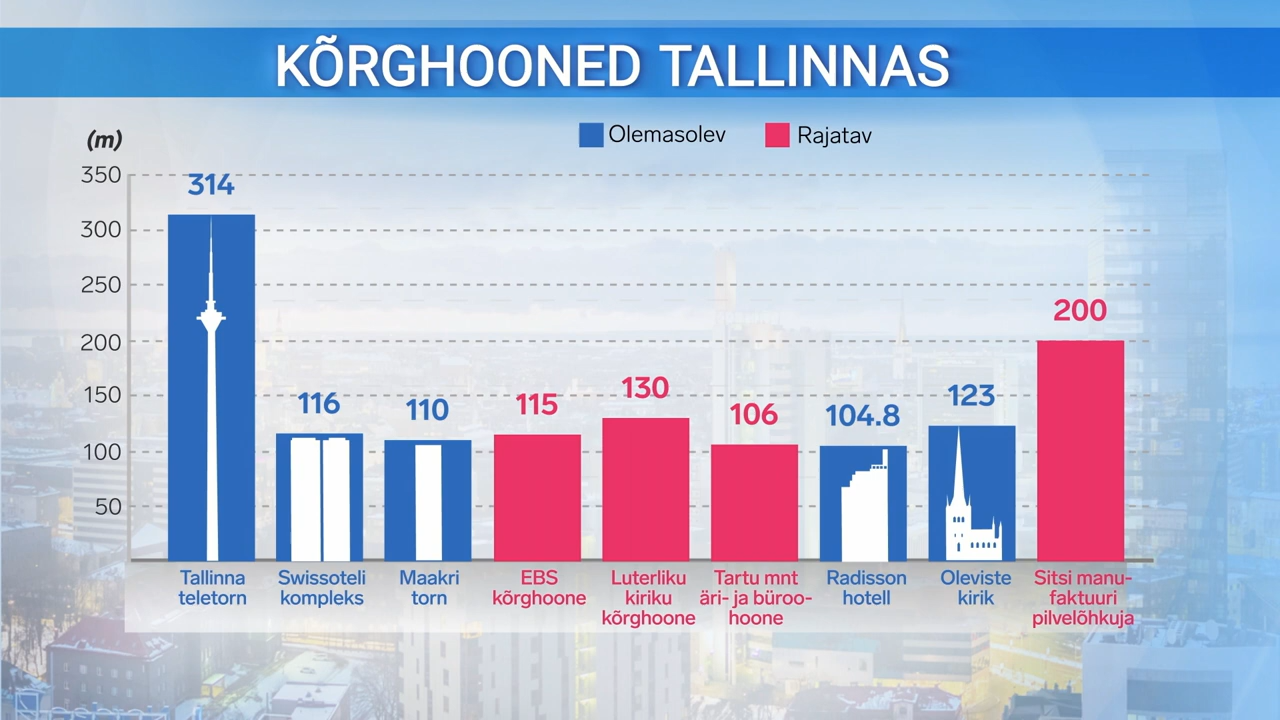 KÕRGHOONED TALLINNAS
(m)
Olemasolev
Rajatav
350
300
250
200
150
100
50
314
116
110
115
130
106
104.8
123
200
Tallinna
teletorn
Swissoteli
kompleks
Maakri
torn
EBS
kõrghoone
Luterliku
kiriku
kõrghoone
Tartu mnt
äri- ja büroo-
hoone
Radisson
hotell
Oleviste
kirik
Sitsi manu-
faktuuri
pilvelõhkuja